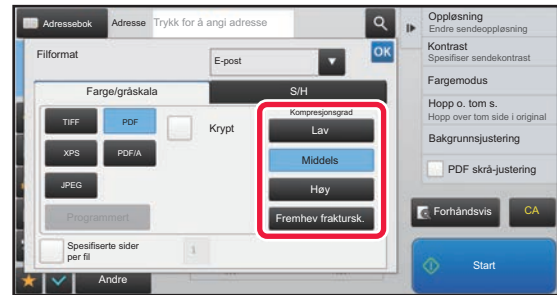 Adressebok
Adresse
Trykk for å angi adresse
Filformat
E-post
OK
Farge/gråskala
S/H
TIFF
PDF
Krypt
XPS
PDF/A
JPEG
Programmert
Kompresjonsgrad
Lav
Middels
Høy
Fremhev fraktursk.
Spesifiserte sider
per fil
1
Andre
Oppløsning
Endre sendeoppløsning
Kontrast
Spesifiser sendekontrast
Fargemodus
Hopp o. tom s.
Hopp over tom side i original
Bakgrunnsjustering
PDF skrå-justering
Forhåndsvis
CA
Start